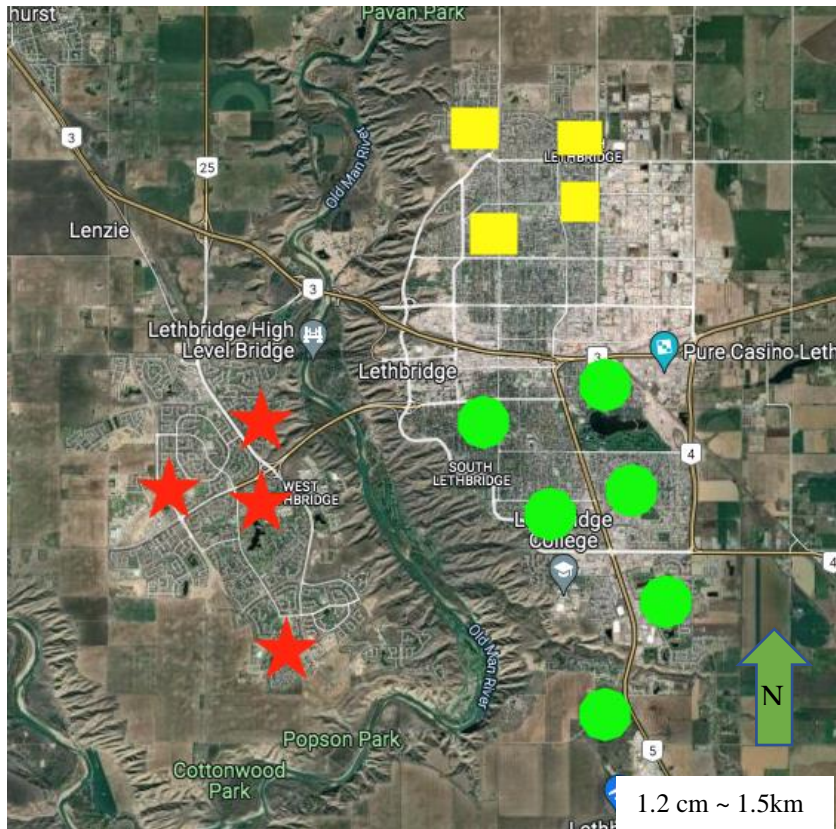 Pavan Park
hurst
3
25
Old Man River
LETHBRIDGE
Lenzie
3
Lethbridge High
Level Bridge
3
Pure Casino Leth
Lethbridge
4
SOUTH
LETHBRIDGE
WEST
HBRIDGE
College
4
Old Man River
N
Popson Park
5
Cottonwood
Park
1.2 cm ~ 1.5km